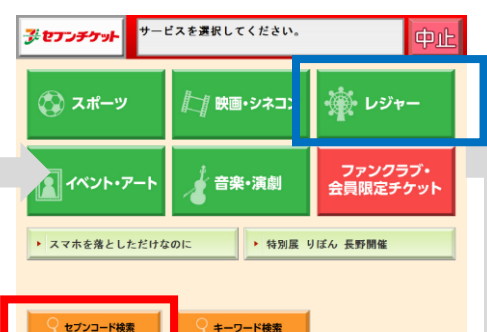 セブンチケット
サービスを選択してください。
中止
スポーツ
映画・シネコン
レジャー
イベント・アート
音楽・演劇
ファンクラブ・
会員限定チケット
スマホを落としただけなのに
特別展 りぼん 長野開催
セブンコード検索
キーワード検索